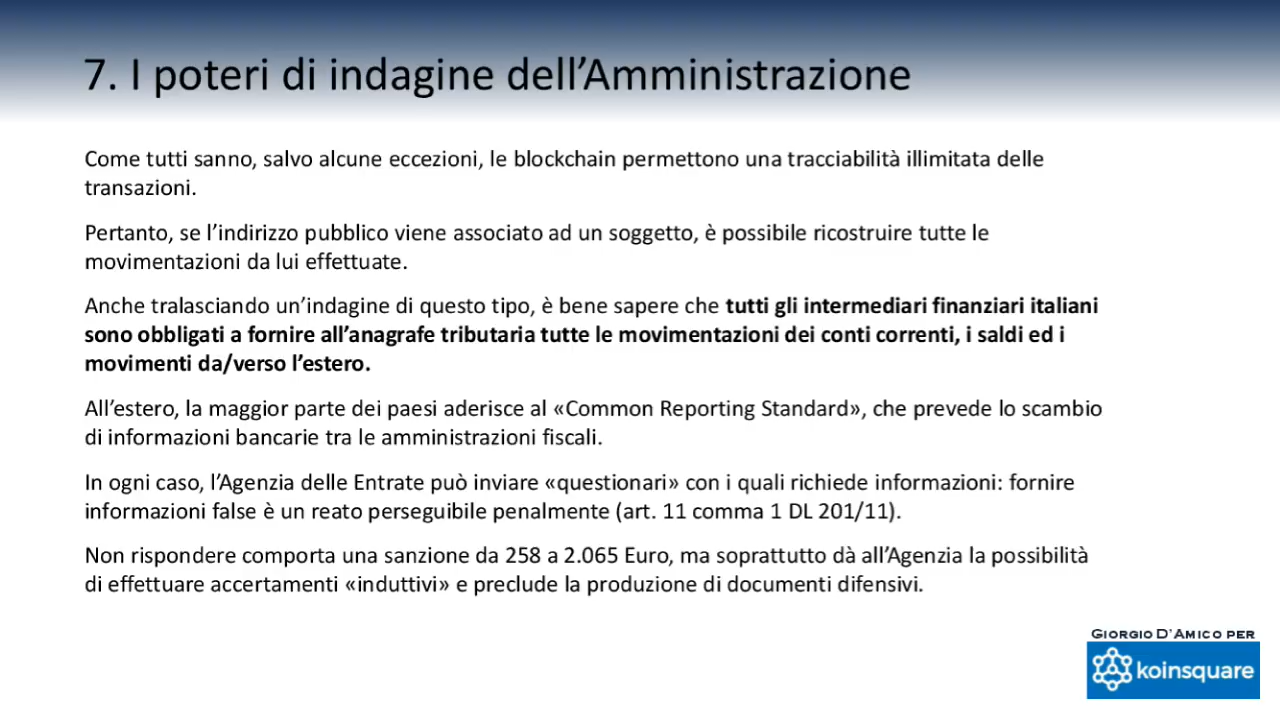 7. I poteri di indagine dell’Amministrazione
Come tutti sanno, salvo alcune eccezioni, le blockchain permettono una tracciabilità illimitata delle
transazioni.
Pertanto, se l’indirizzo pubblico viene associato ad un soggetto, è possibile ricostruire tutte le
movimentazioni da lui effettuate.
Anche tralasciando un’indagine di questo tipo, è bene sapere che tutti gli intermediari finanziari italiani
sono obbligati a fornire all’anagrafe tributaria tutte le movimentazioni dei conti correnti, i saldi ed i
movimenti da/verso l’estero.
All’estero, la maggior parte dei paesi aderisce al «Common Reporting Standard», che prevede lo scambio
di informazioni bancarie tra le amministrazioni fiscali.
In ogni caso, l’Agenzia delle Entrate può inviare «questionari» con i quali richiede informazioni: fornire
informazioni false è un reato perseguibile penalmente (art. 11 comma 1 DL 201/11).
Non rispondere comporta una sanzione da 258 a 2.065 Euro, ma soprattutto dà all’Agenzia la possibilità
di effettuare accertamenti «induttivi» e preclude la produzione di documenti difensivi.
Giorgio D’Amico per
koinsquare